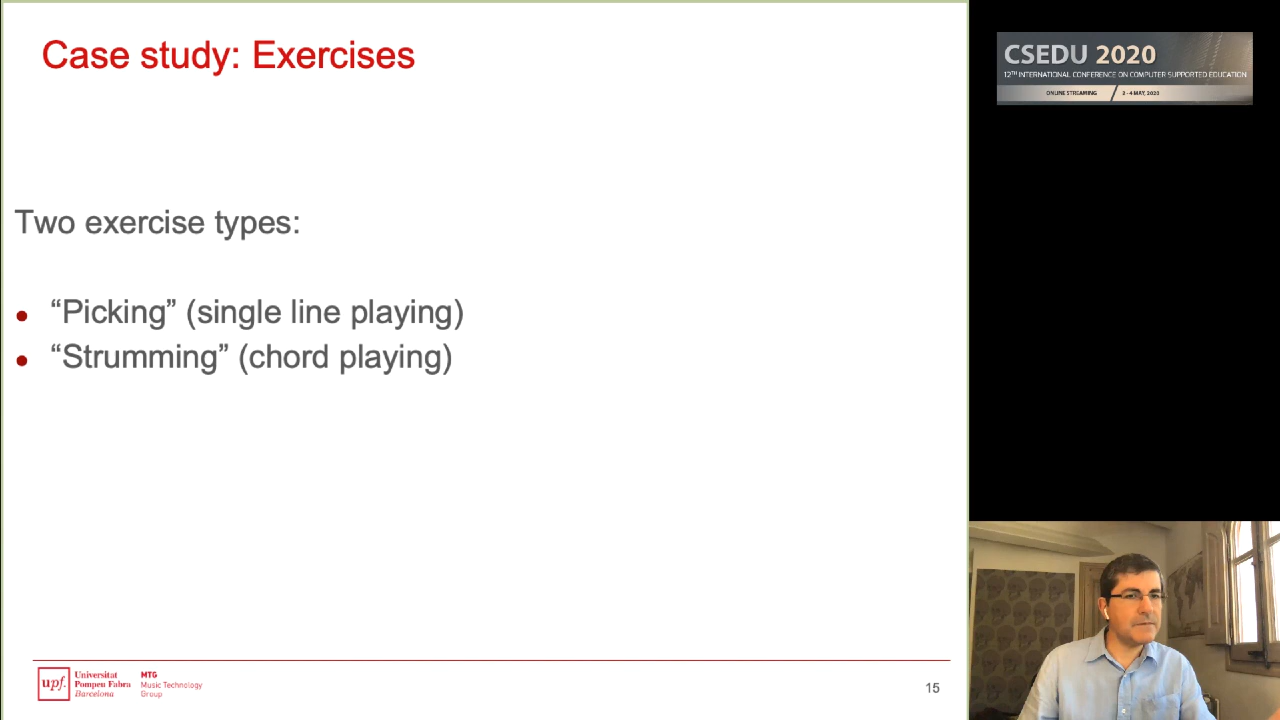 Case study: Exercises
CSEDU 2020
12TH INTERNATIONAL CONFERENCE ON COMPUTER SUPPORTED EDUCATION
ONLINE STREAMING / 2 - 4 MAY, 2020
Two exercise types:
• “Picking” (single line playing)
• “Strumming” (chord playing)
upf. Universitat
Pompeu Fabra
Barcelona
MTG
Music Technology
Group
15